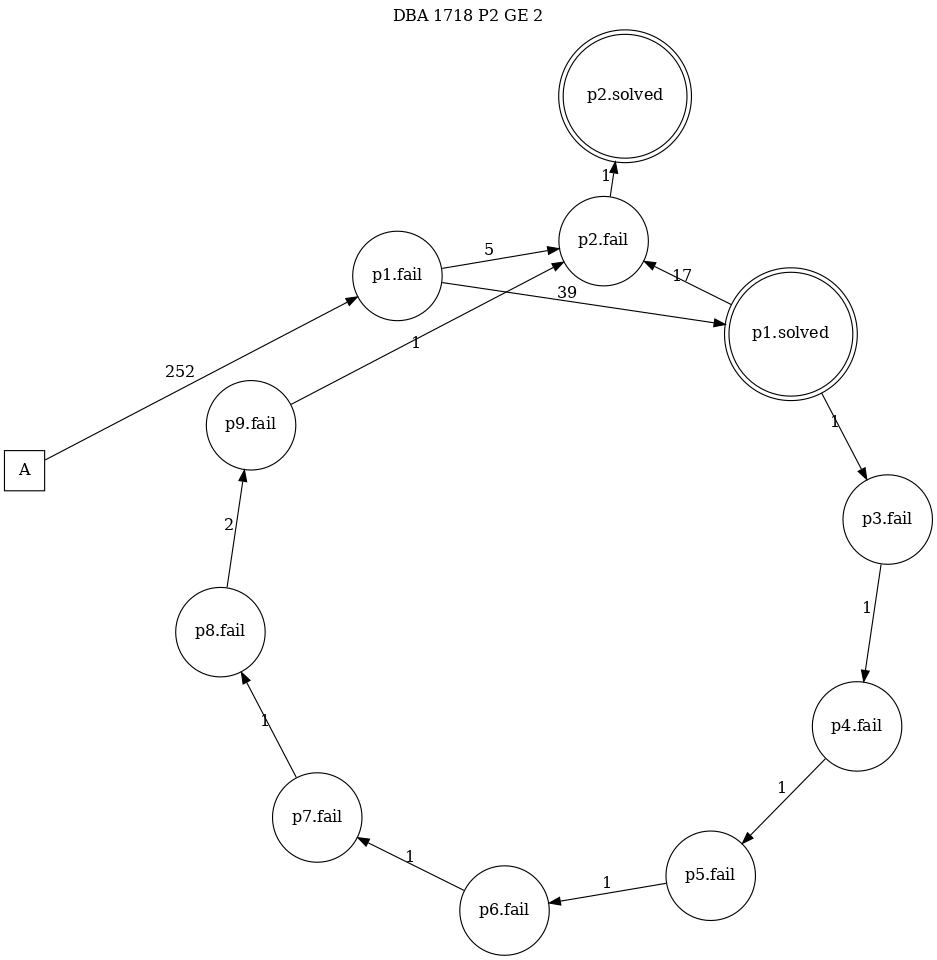 DBA 1718 P2 GE 2
p2.solved
1
p2.fail
5
p1.fail
17
39
p1.solved
1
252
1
p9.fail
A
p3.fail
2
1
p8.fail
1
p4.fail
1
p7.fail
1
p5.fail
1
p6.fail